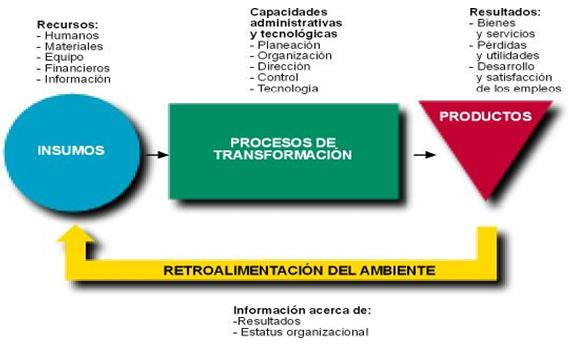 Recursos:
- Humanos
- Materiales
- Equipo
- Financieros
- Información
Capacidades
administrativas
y tecnológicas
- Planeación
- Organización
- Dirección
- Control
- Tecnologia
Resultados:
- Bienes
y servicios
- Pérdidas
y utilidades
- Desarrollo
y satisfacción
de los empleos
INSUMOS
PROCESOS DE
TRANSFORMACIÓN
PRODUCTOS
RETROALIMENTACIÓN DEL AMBIENTE
Información acerca de:
-Resultados
- Estatus organizacional